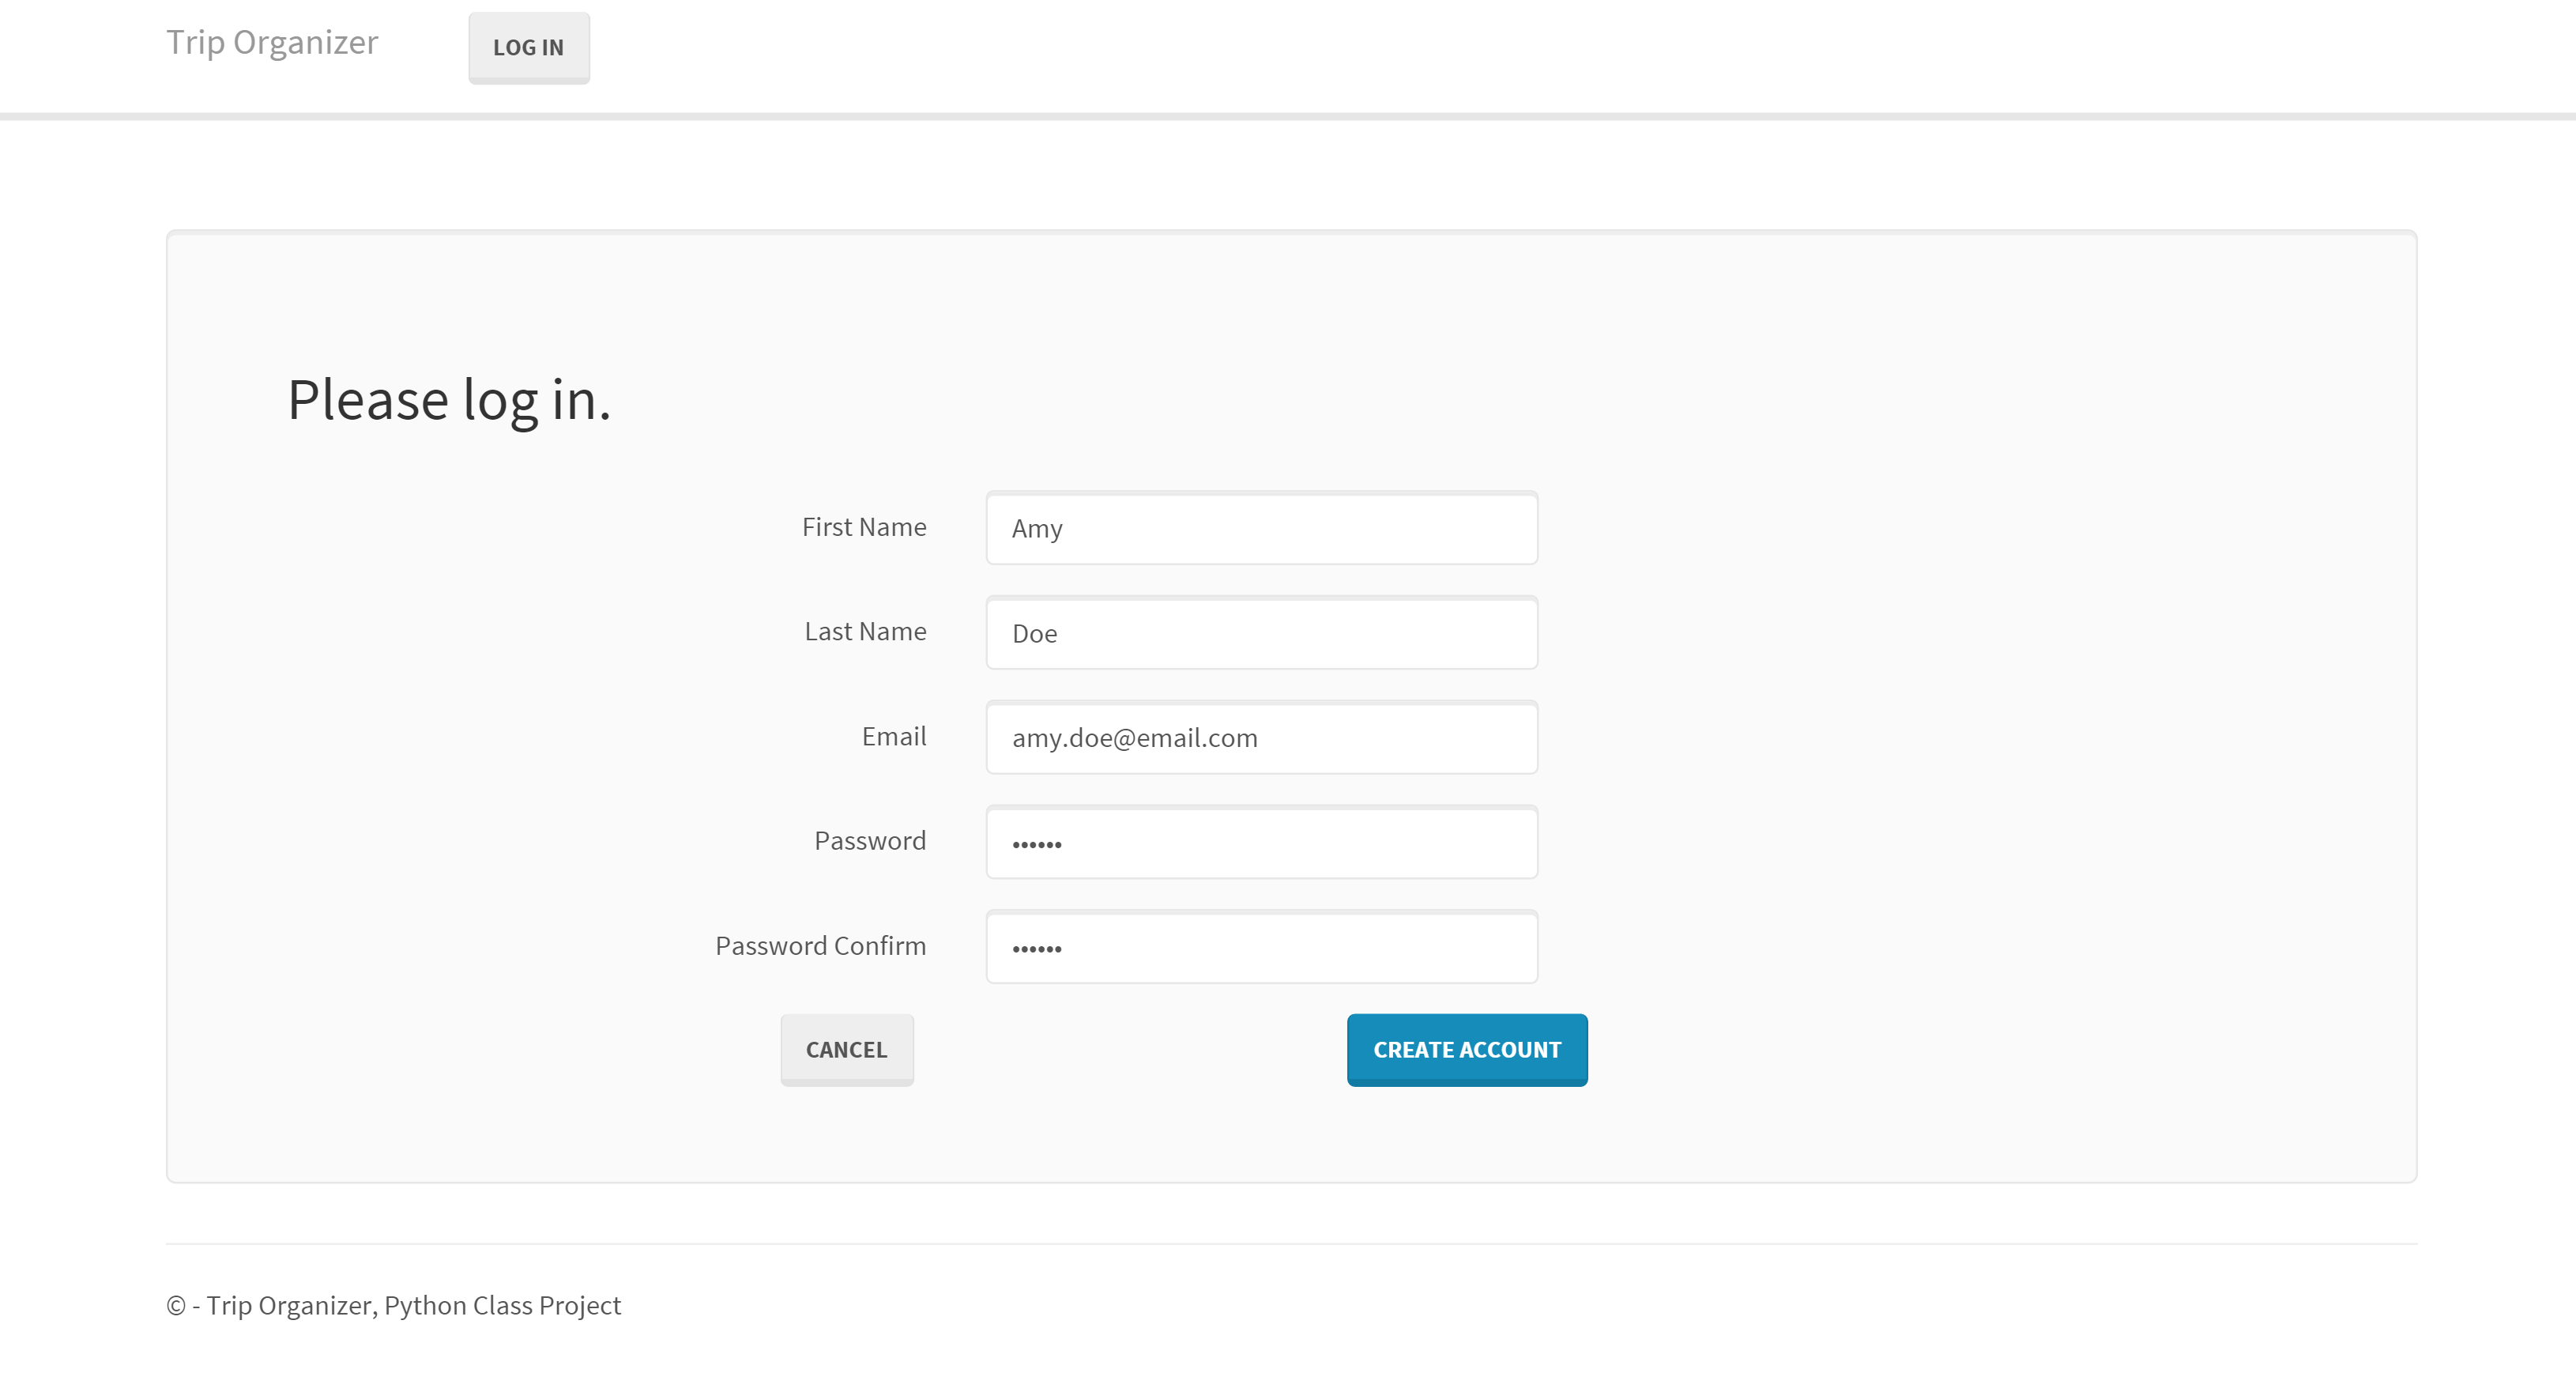 Trip Organizer LOG IN
Please log in.
First Name Amy
Last Name Doe
Email amy.doe@email.com
Password ••••••
Password Confirm ••••••
CANCEL CREATE ACCOUNT
© - Trip Organizer, Python Class Project